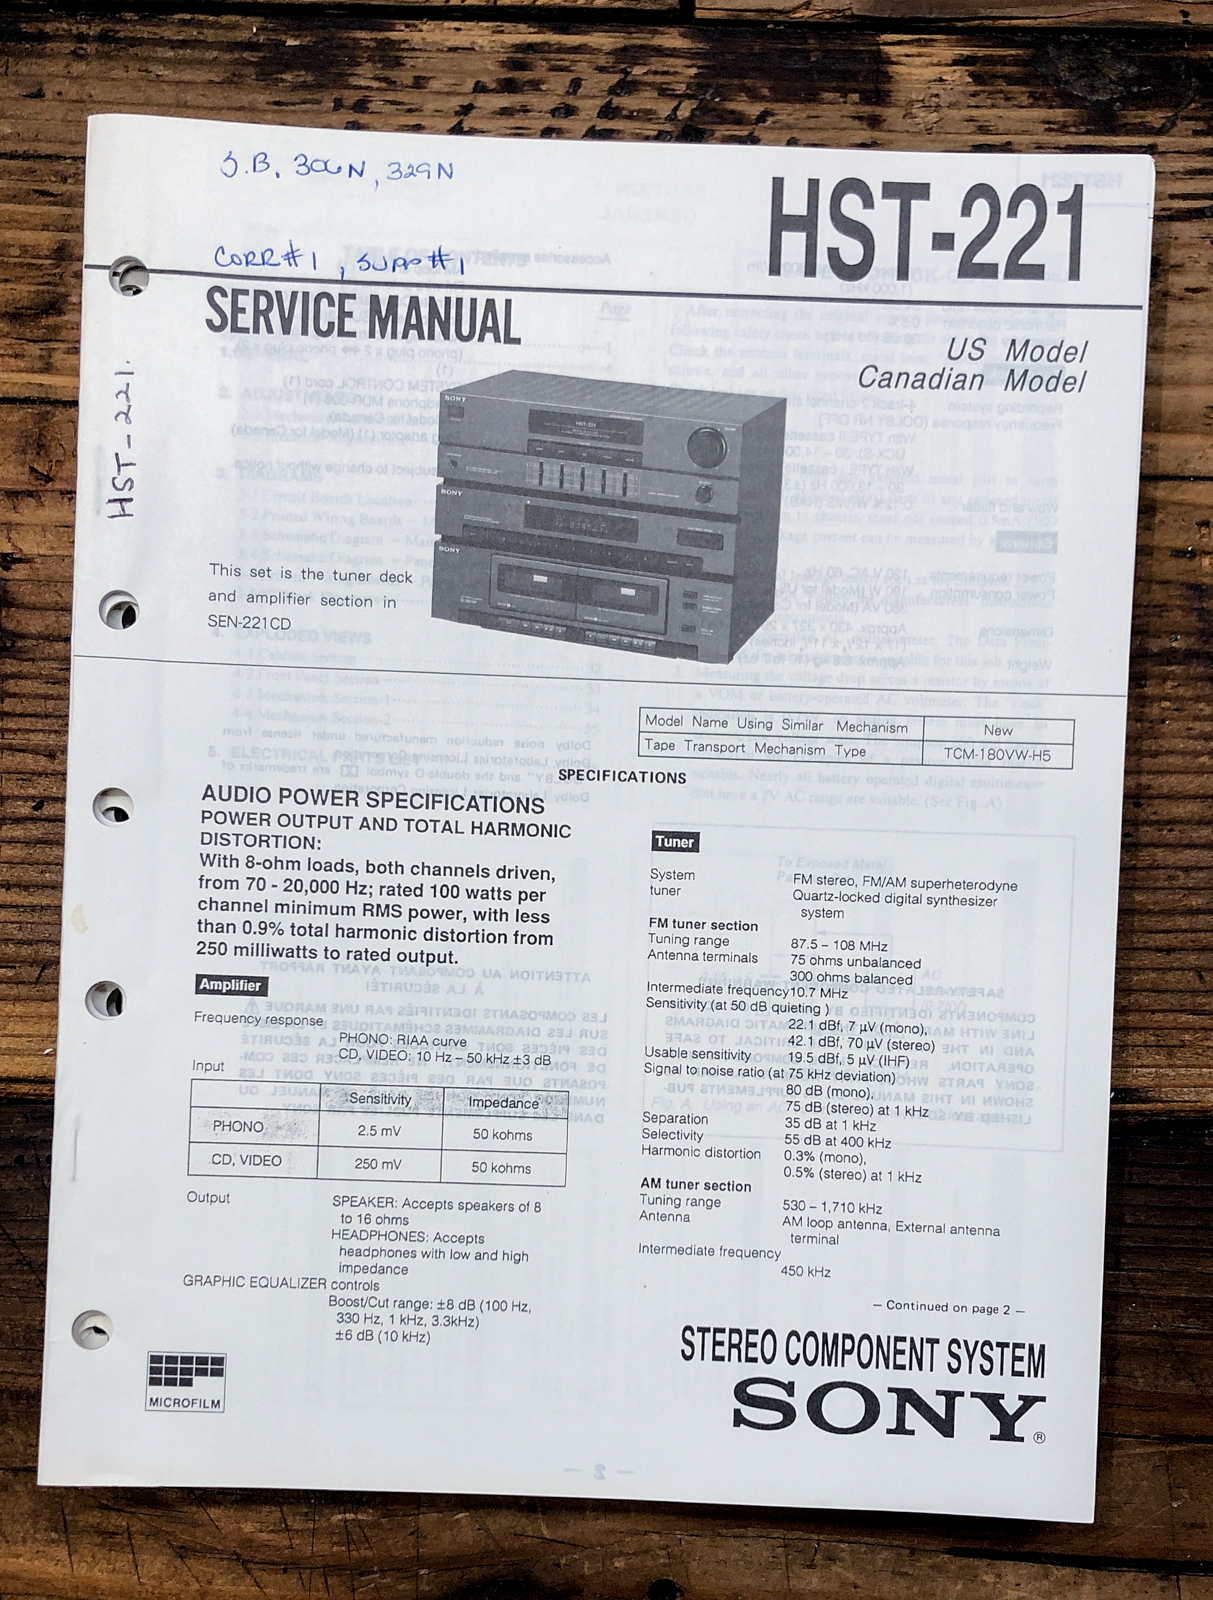 S.B. 306N, 329N
HST-221
CORR#1, SUPP#1
SERVICE MANUAL
US Model
Canadian Model
HST-221.
SONY
HST-221
SONY
SONY
This set is the tuner deck
and amplifier section in
SEN-221CD
Model Name Using Similar Mechanism New
Tape Transport Mechanism Type TCM-180VW-H5
SPECIFICATIONS
AUDIO POWER SPECIFICATIONS
POWER OUTPUT AND TOTAL HARMONIC
DISTORTION:
With 8-ohm loads, both channels driven,
from 70 - 20,000 Hz; rated 100 watts per
channel minimum RMS power, with less
than 0.9% total harmonic distortion from
250 milliwatts to rated output.
Amplifier
Frequency response
PHONO: RIAA curve
CD, VIDEO: 10 Hz – 50 kHz ±3 dB
Input
Sensitivity Impedance
PHONO 2.5 mV 50 kohms
CD, VIDEO 250 mV 50 kohms
Output SPEAKER: Accepts speakers of 8
to 16 ohms
HEADPHONES: Accepts
headphones with low and high
impedance
GRAPHIC EQUALIZER controls
Boost/Cut range: ±8 dB (100 Hz,
330 Hz, 1 kHz, 3.3kHz)
±6 dB (10 kHz)
MICROFILM
Tuner
System FM stereo, FM/AM superheterodyne
tuner Quartz-locked digital synthesizer
system
FM tuner section
Tuning range 87.5 – 108 MHz
Antenna terminals 75 ohms unbalanced
300 ohms balanced
Intermediate frequency 10.7 MHz
Sensitivity (at 50 dB quieting )
22.1 dBf, 7 µV (mono),
42.1 dBf, 70 µV (stereo)
Usable sensitivity 19.5 dBf, 5 µV (IHF)
Signal to noise ratio (at 75 kHz deviation)
80 dB (mono),
75 dB (stereo) at 1 kHz
Separation 35 dB at 1 kHz
Selectivity 55 dB at 400 kHz
Harmonic distortion 0.3% (mono),
0.5% (stereo) at 1 kHz
AM tuner section
Tuning range 530 – 1,710 kHz
Antenna AM loop antenna, External antenna
terminal
Intermediate frequency
450 kHz
— Continued on page 2 —
STEREO COMPONENT SYSTEM
SONY®